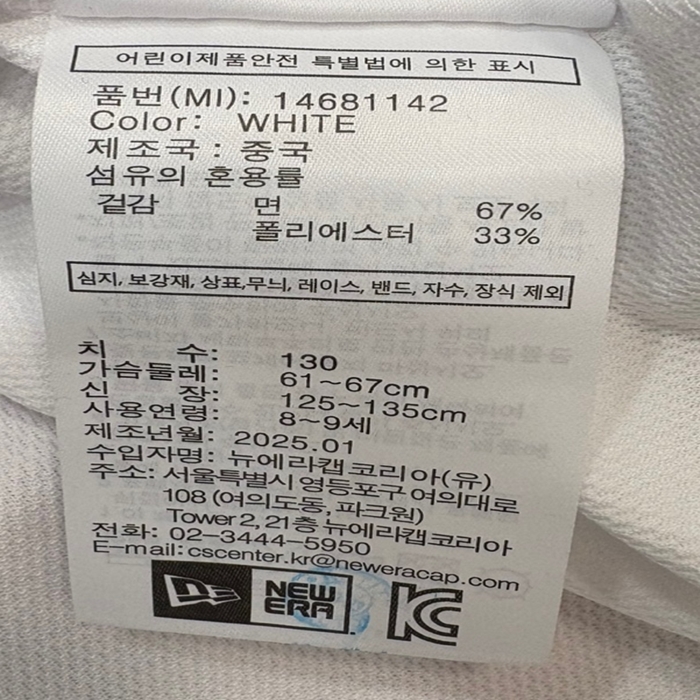 어린이제품안전 특별법에 의한 표시
품번(MI): 14681142
Color: WHITE
제조국 : 중국
섬유의 혼용률
겉감 면 67%
폴리에스터 33%
심지, 보강재, 상표,무늬, 레이스, 밴드, 자수, 장식 제외
치 수: 130
가슴둘레: 61~67cm
신 장: 125~135cm
사용연령: 8~9세
제조년월: 2025.01
수입자명: 뉴에라캡코리아(유)
주소: 서울특별시 영등포구 여의대로
108 (여의도동, 파크원)
Tower 2, 21층 뉴에라캡코리아
전화: 02-3444-5950
E-mail:cscenter.kr@neweracap.com
NEW
ERA
KC